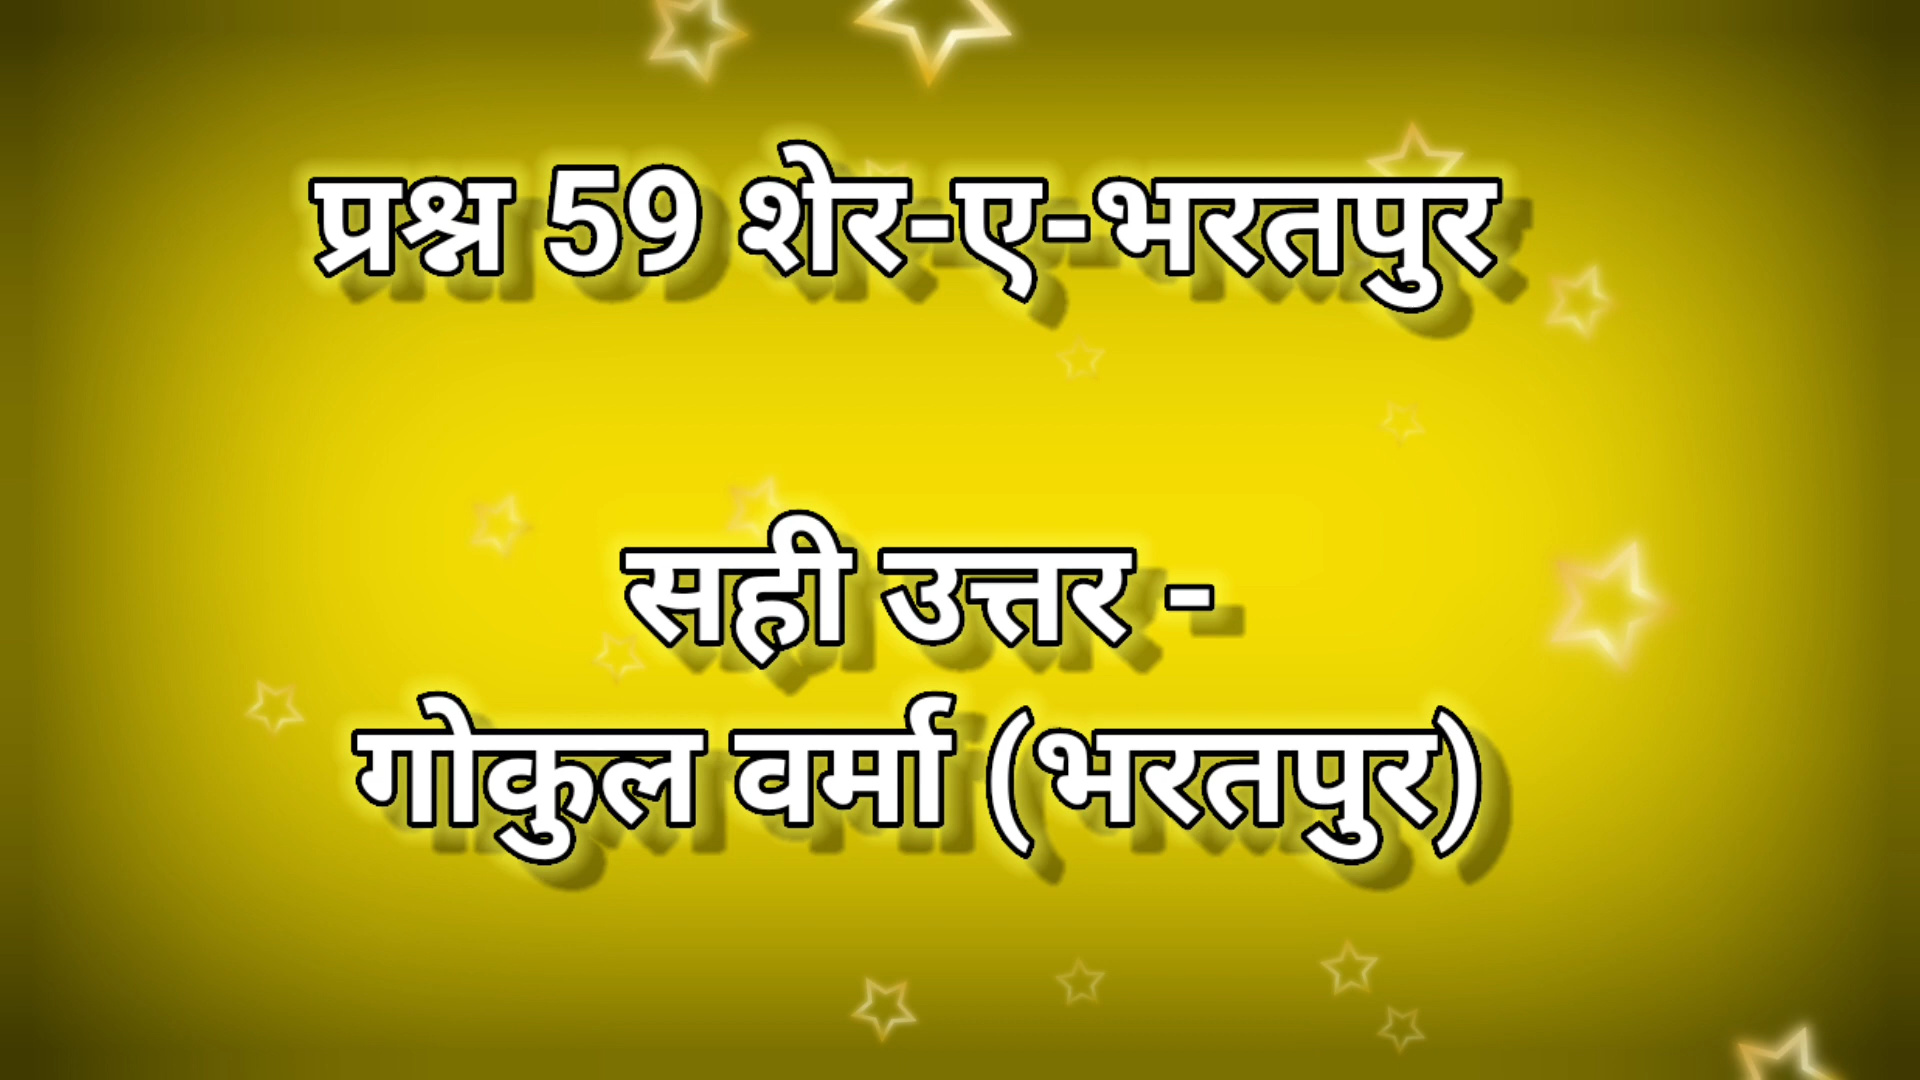 प्रश्न 59 शेर-ए-भरतपुर
सही उत्तर -
गोकुल वर्मा (भरतपुर)